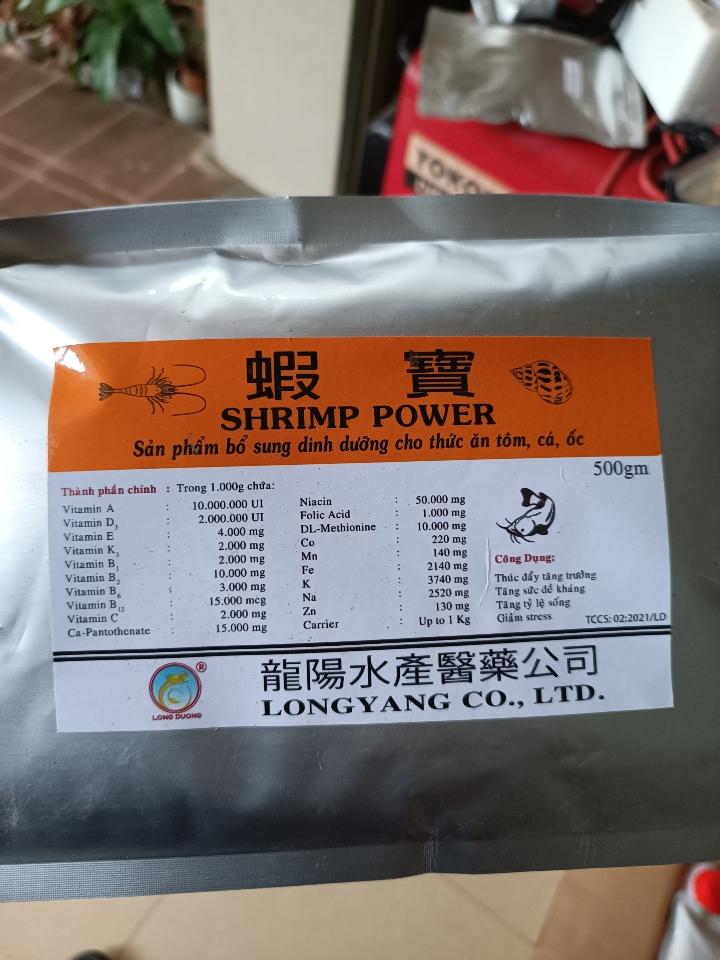 蝦 寶
SHRIMP POWER
Sản phẩm bổ sung dinh dưỡng cho thức ăn tôm, cá, ốc
500gm
Thành phần chính : Trong 1.000g chứa:
Vitamin A : 10.000.000 UI
Vitamin D3 : 2.000.000 UI
Vitamin E : 4.000 mg
Vitamin K3 : 2.000 mg
Vitamin B1 : 2.000 mg
Vitamin B2 : 10.000 mg
Vitamin B6 : 3.000 mg
Vitamin B12 : 15.000 mcg
Vitamin C : 2.000 mg
Ca-Pantothenate : 15.000 mg
Niacin : 50.000 mg
Folic Acid : 1.000 mg
DL-Methionine : 10.000 mg
Co : 220 mg
Mn : 140 mg
Fe : 2140 mg
K : 3740 mg
Na : 2520 mg
Zn : 130 mg
Carrier : Up to 1 Kg
Công Dụng:
Thúc đẩy tăng trưởng
Tăng sức đề kháng
Tăng tỷ lệ sống
Giảm stress
TCCS: 02:2021/LD
®
LONG DUONG
龍陽水產醫藥公司
LONGYANG CO., LTD.